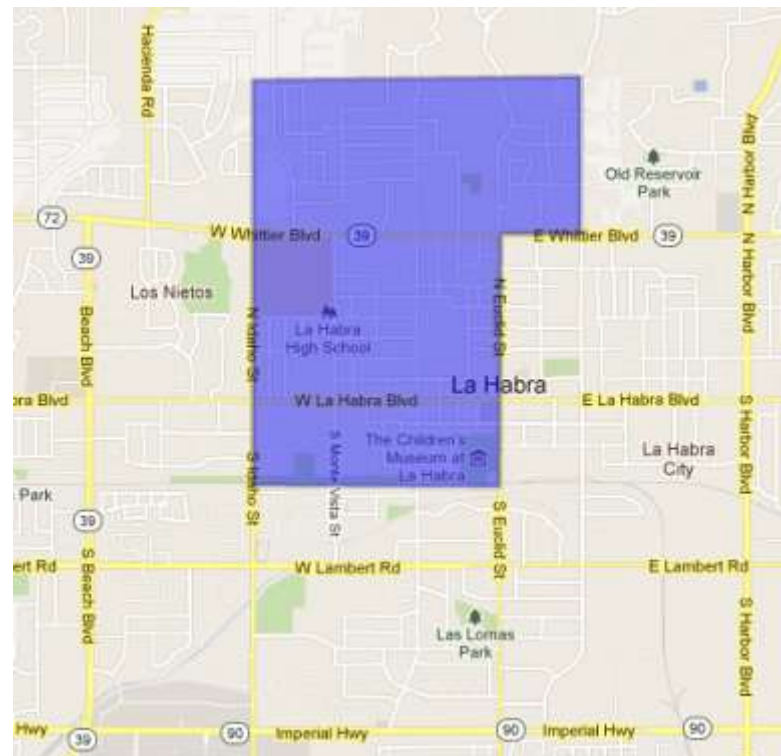 Hacienda Rd
N Harbor Blvd
Old Reservoir
Park
72
W Whittier Blvd
39
E Whittier Blvd
39
N Harbor Blvd
39
Los Nietos
Beach Blvd
N Idaho St
La Habra
High School
N Euclid St
La Habra
bra Blvd
W La Habra Blvd
E La Habra Blvd
S Harbor Blvd
S Idaho St
S Monte Vista St
The Children's
Museum at
La Habra
La Habra
City
Park
39
S Euclid St
ert Rd
W Lambert Rd
E Lambert Rd
S Beach Blvd
Las Lomas
Park
S Harbor Blvd
Hwy
39
90
Imperial Hwy
90
Imperial Hwy
90